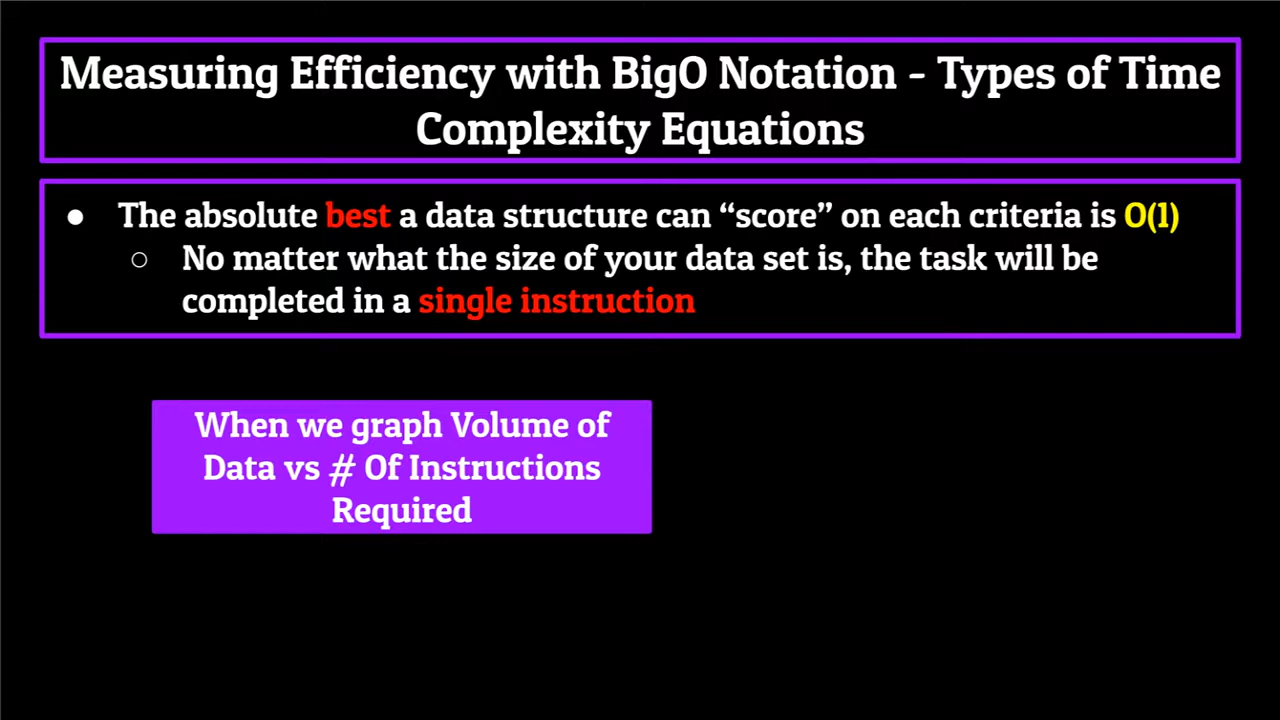 Measuring Efficiency with BigO Notation - Types of Time
Complexity Equations
● The absolute best a data structure can “score” on each criteria is O(1)
○ No matter what the size of your data set is, the task will be
completed in a single instruction
When we graph Volume of
Data vs # Of Instructions
Required